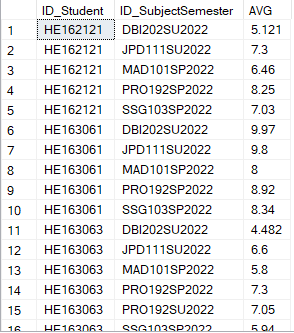 ID_Student ID_SubjectSemester AVG
1 HE162121 DBI202SU2022 5.121
2 HE162121 JPD111SU2022 7.3
3 HE162121 MAD101SP2022 6.46
4 HE162121 PRO192SP2022 8.25
5 HE162121 SSG103SP2022 7.03
6 HE163061 DBI202SU2022 9.97
7 HE163061 JPD111SU2022 9.8
8 HE163061 MAD101SP2022 8
9 HE163061 PRO192SP2022 8.92
10 HE163061 SSG103SP2022 8.34
11 HE163063 DBI202SU2022 4.482
12 HE163063 JPD111SU2022 6.6
13 HE163063 MAD101SP2022 5.8
14 HE163063 PRO192SP2022 7.3
15 HE163063 PRO192SU2022 7.05
16 HE163063 SSG103SP2022 5.94